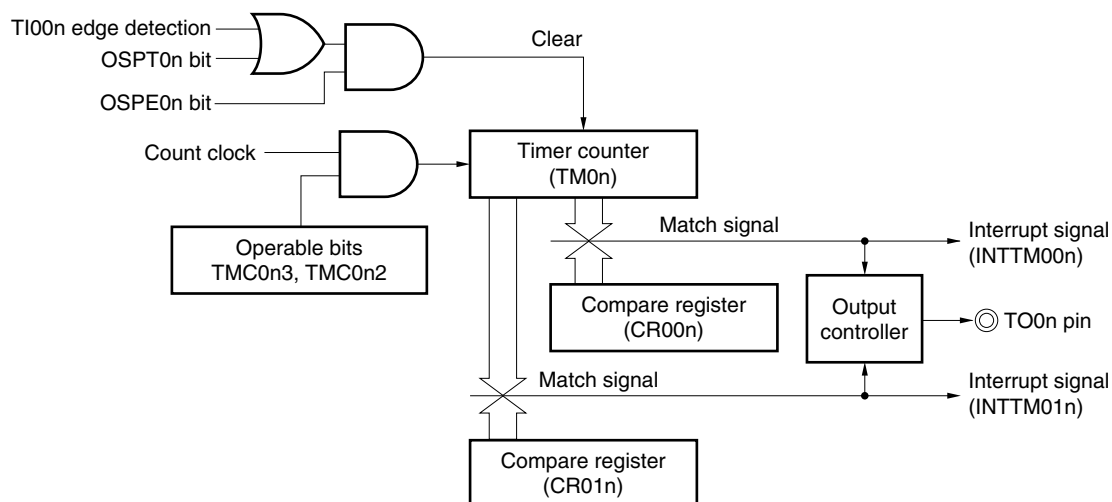 TI00n edge detection
OSPT0n bit
OSPE0n bit
Clear
Count clock
Timer counter
(TM0n)
Operable bits
TMC0n3, TMC0n2
Match signal
Interrupt signal
(INTTM00n)
Compare register
(CR00n)
Output
controller
TO0n pin
Match signal
Interrupt signal
(INTTM01n)
Compare register
(CR01n)